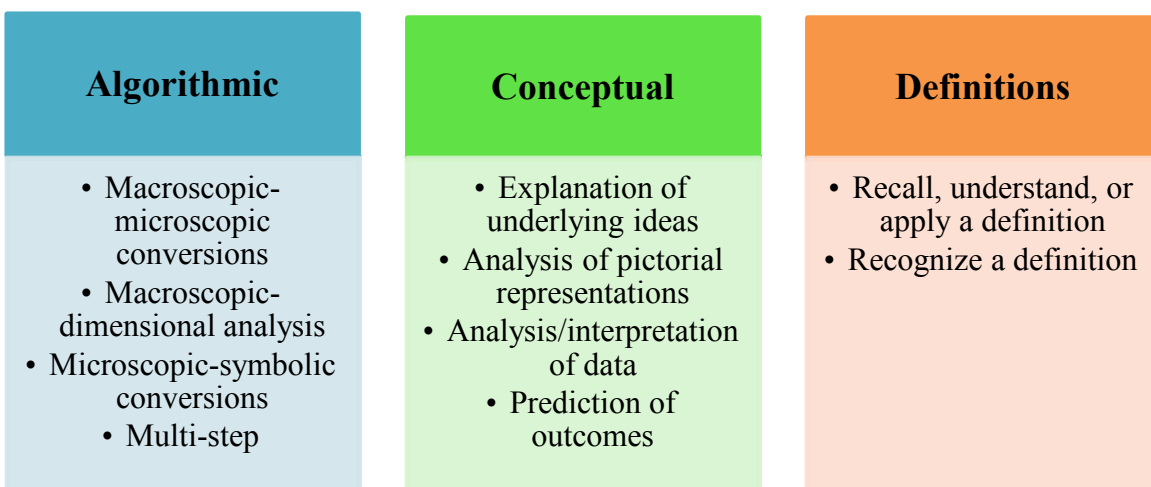 Algorithmic
• Macroscopic-
microscopic
conversions
• Macroscopic-
dimensional analysis
• Microscopic-symbolic
conversions
• Multi-step
Conceptual
• Explanation of
underlying ideas
• Analysis of pictorial
representations
• Analysis/interpretation
of data
• Prediction of
outcomes
Definitions
• Recall, understand, or
apply a definition
• Recognize a definition